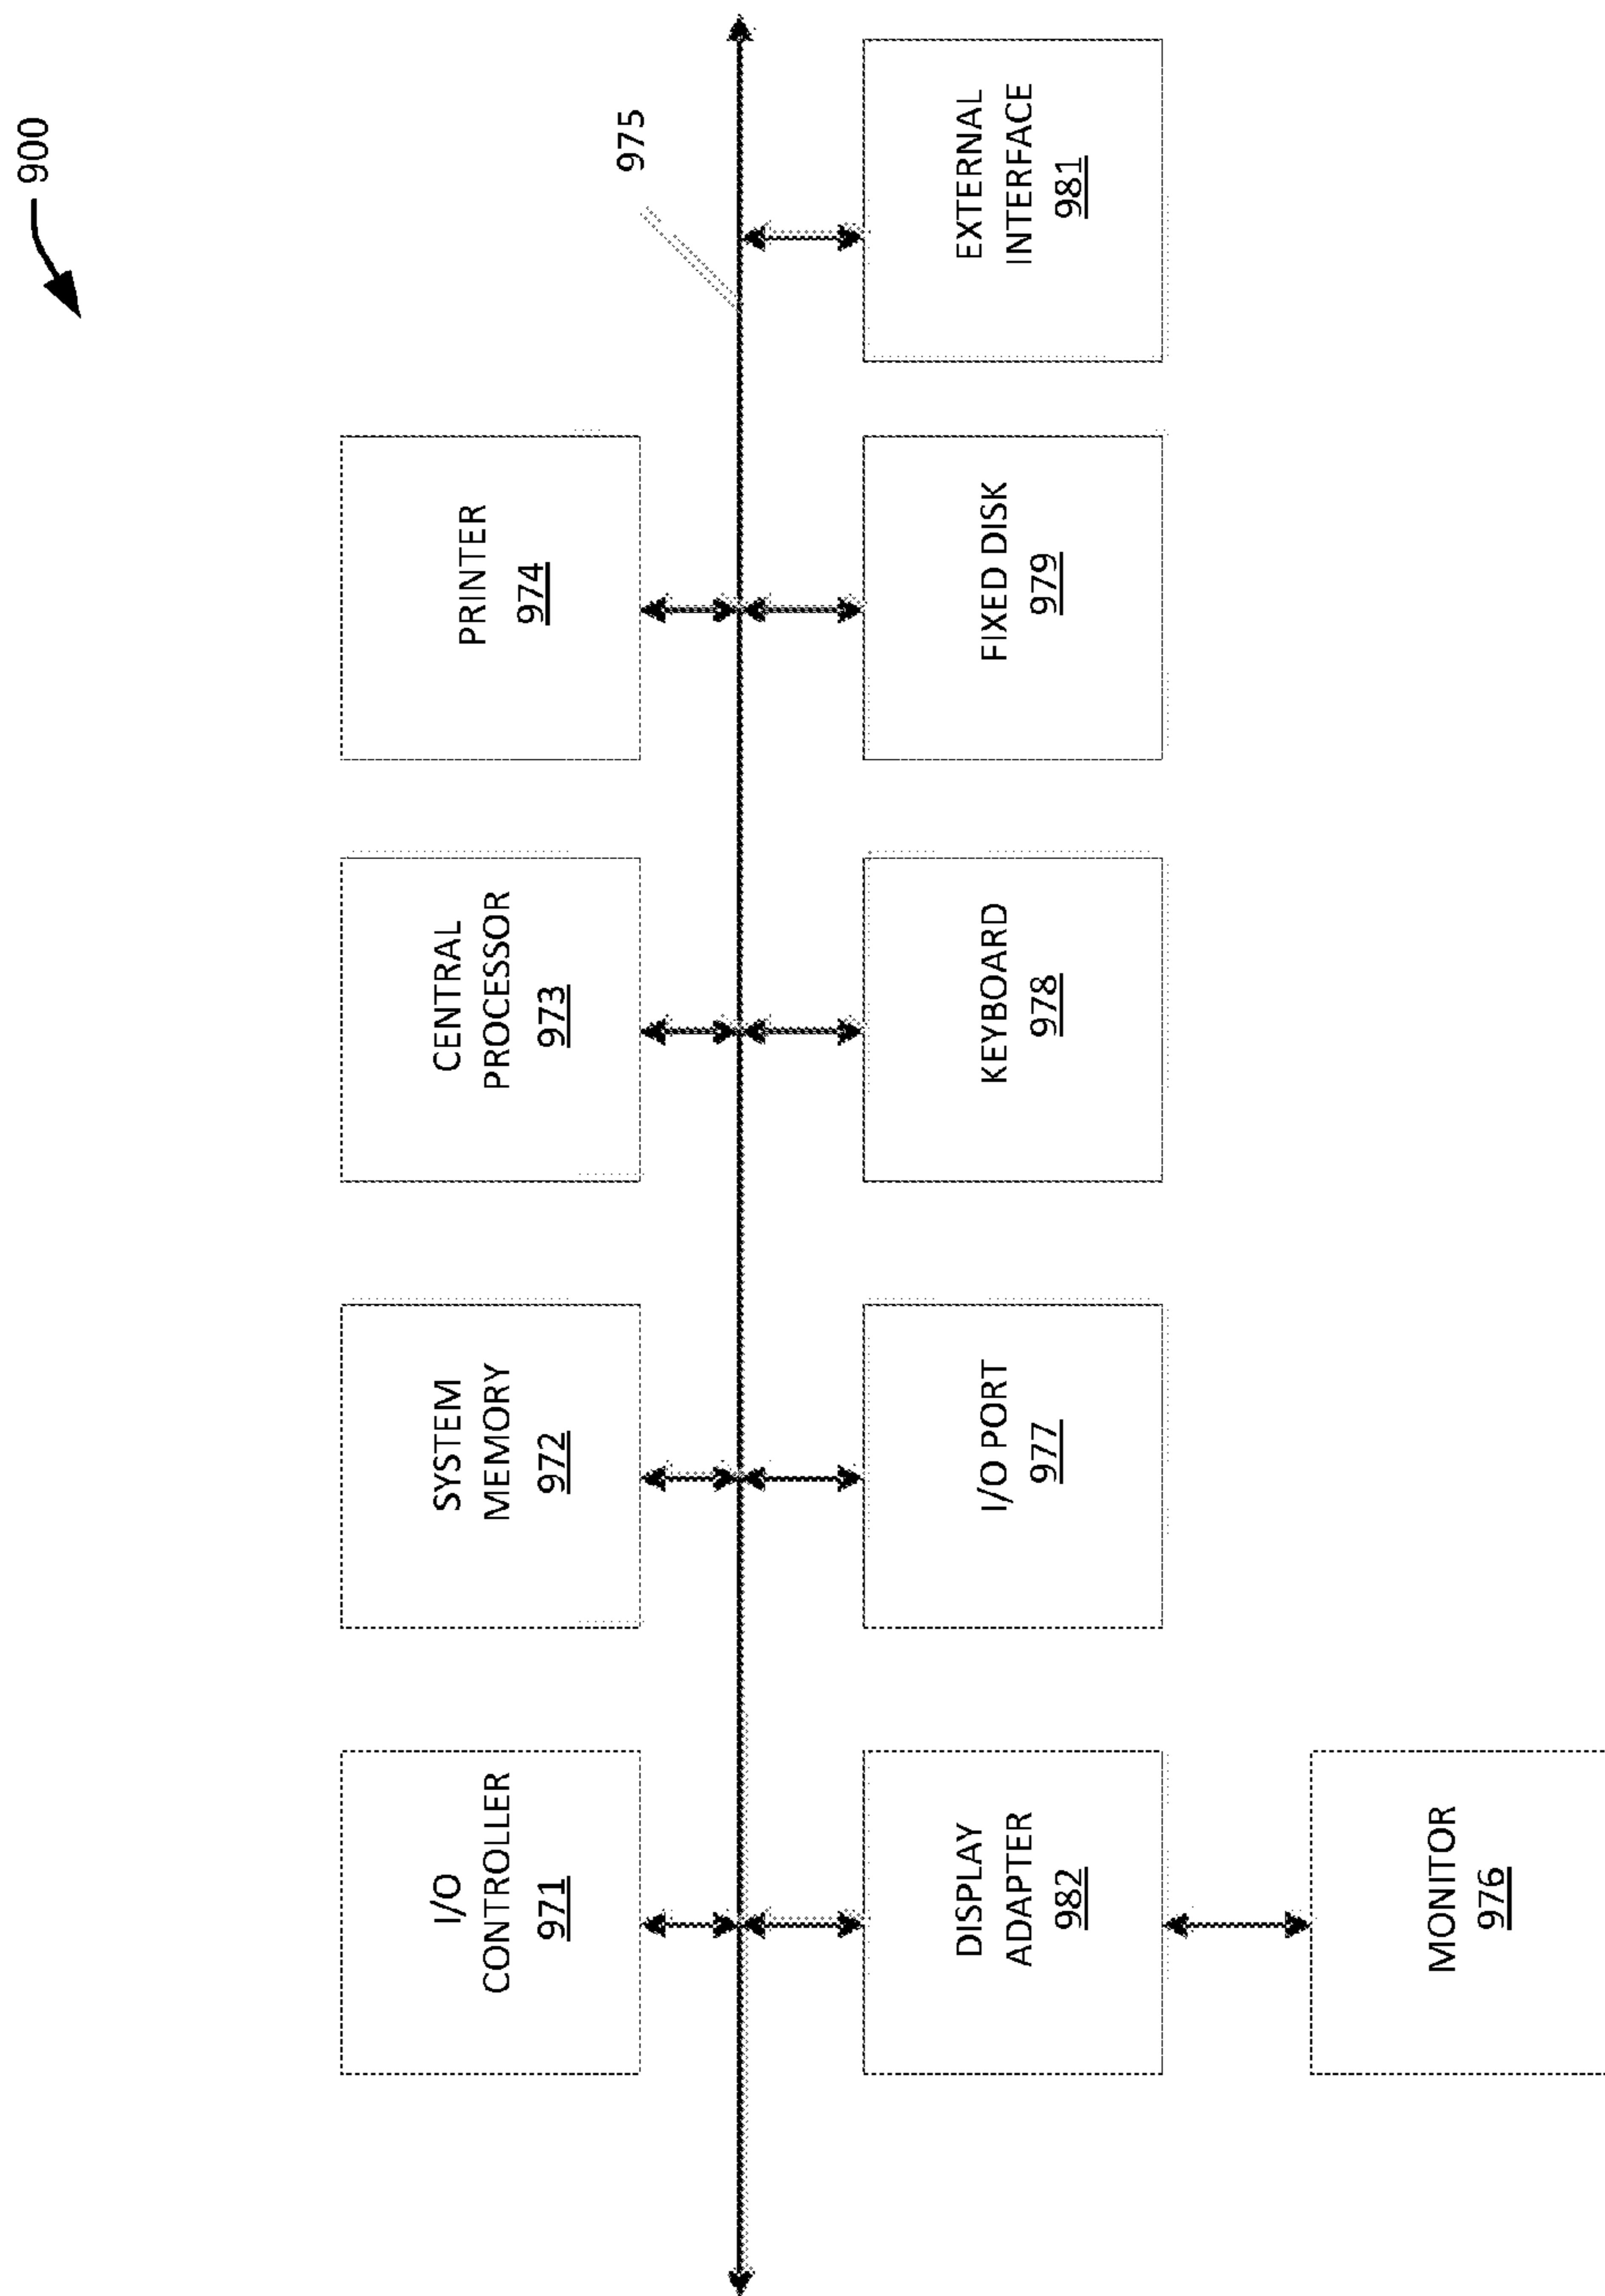 900
975
I/O
CONTROLLER
971
SYSTEM
MEMORY
972
CENTRAL
PROCESSOR
973
PRINTER
974
DISPLAY
ADAPTER
982
I/O PORT
977
KEYBOARD
978
FIXED DISK
979
EXTERNAL
INTERFACE
981
MONITOR
976